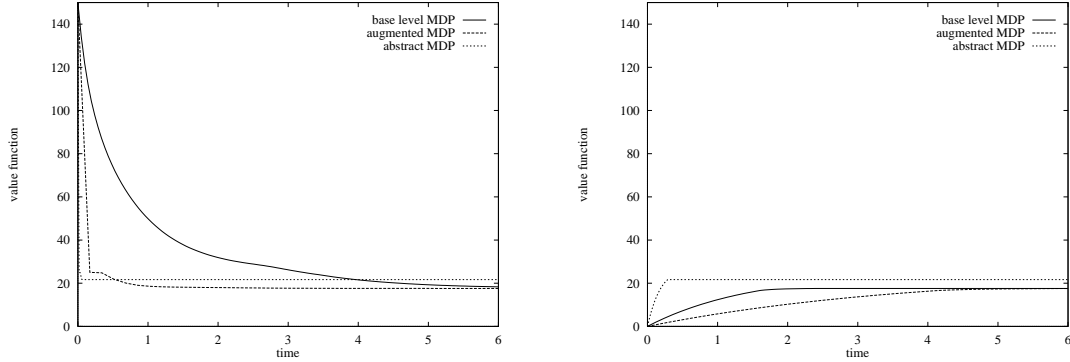 140
120
100
80
60
40
20
0
0 1 2 3 4 5 6
value function
time
base level MDP
augmented MDP
abstract MDP
140
120
100
80
60
40
20
0
0 1 2 3 4 5 6
value function
time
base level MDP
augmented MDP
abstract MDP